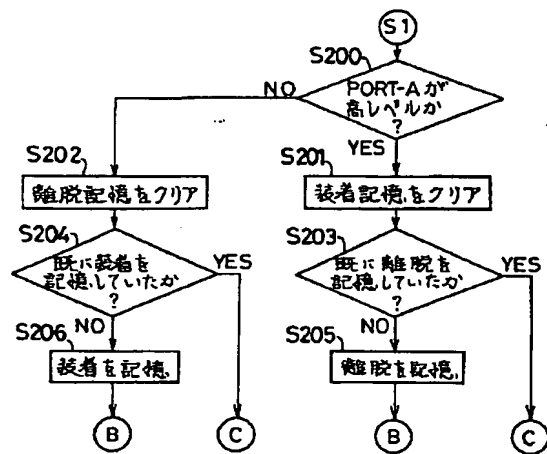 S1
S200
PORT-Aが
高レベルか
?
NO
YES
S202
離脱記憶をクリア
S201
装着記憶をクリア
S204
既に装着を
記憶していたか
?
YES
NO
S203
既に離脱を
記憶していたか
?
YES
NO
S206
装着を記憶
S205
離脱を記憶
B
C
B
C